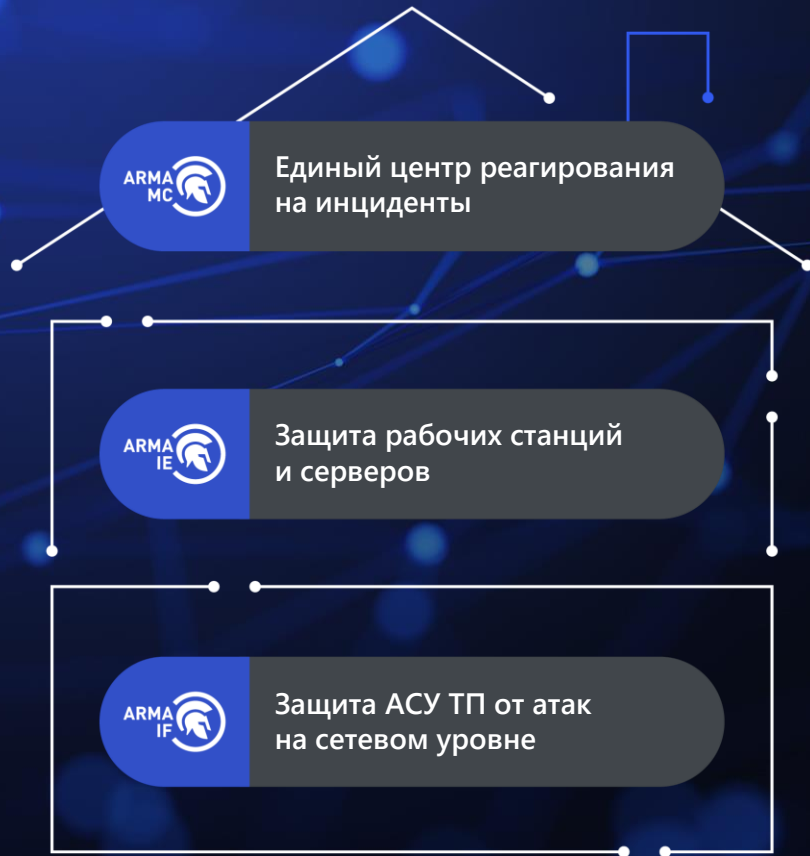 ARMA
MC
Единый центр реагирования
на инциденты
ARMA
IE
Защита рабочих станций
и серверов
ARMA
IF
Защита АСУ ТП от атак
на сетевом уровне